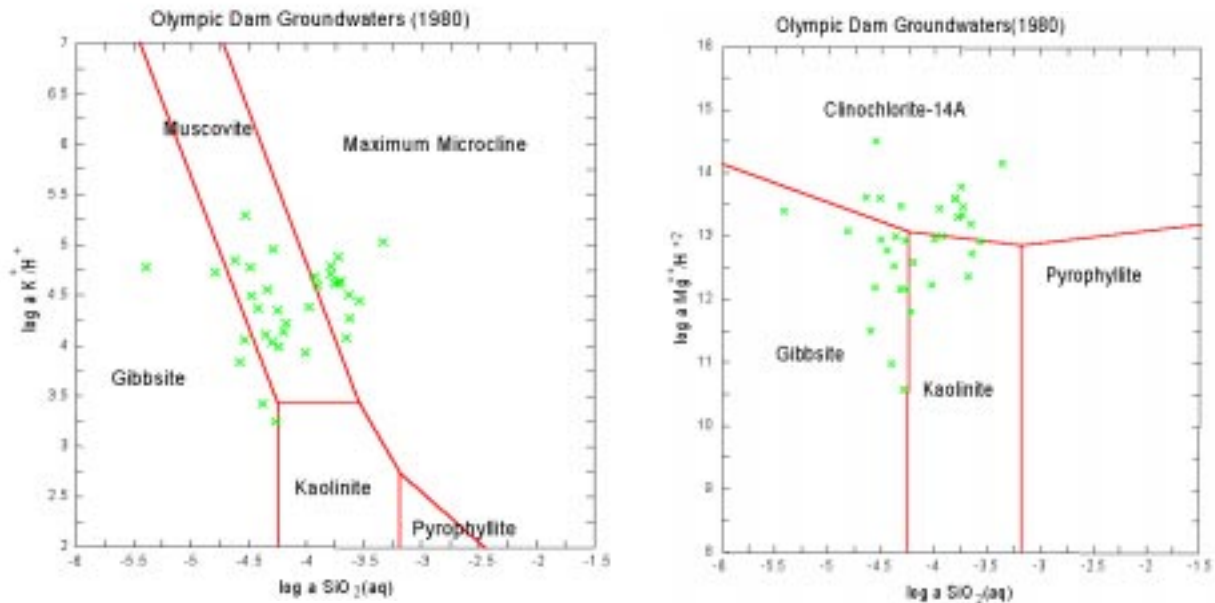 Olympic Dam Groundwaters (1980)
7
6.5
6
5.5
5
4.5
4
3.5
3
2.5
2
log a K+/H+
Muscovite
Maximum Microcline
Gibbsite
Kaolinite
Pyrophyllite
-6 -5.5 -5 -4.5 -4 -3.5 -3 -2.5 -2 -1.5
log a SiO2(aq)
Olympic Dam Groundwaters(1980)
16
15
14
13
12
11
10
9
8
log a Mg++/H+2
Clinochlorite-14A
Pyrophyllite
Gibbsite
Kaolinite
-6 -5.5 -5 -4.5 -4 -3.5 -3 -2.5 -2 -1.5
log a SiO2(aq)